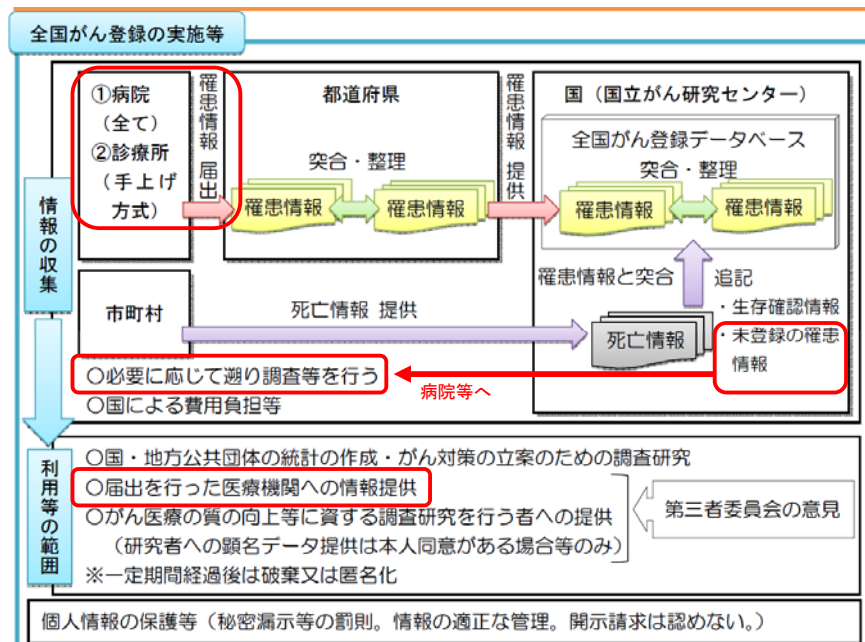 全国がん登録の実施等
情報の収集
①病院
（全て）
②診療所
（手上げ
方式）
罹患情報 届出
都道府県
突合・整理
罹患情報
罹患情報
罹患情報 提供
国（国立がん研究センター）
全国がん登録データベース
突合・整理
罹患情報
罹患情報
罹患情報と突合
追記
・生存確認情報
・未登録の罹患
情報
市町村
死亡情報 提供
死亡情報
○必要に応じて遡り調査等を行う
病院等へ
○国による費用負担等
利用等の範囲
○国・地方公共団体の統計の作成・がん対策の立案のための調査研究
○届出を行った医療機関への情報提供
○がん医療の質の向上等に資する調査研究を行う者への提供
（研究者への顕名データ提供は本人同意がある場合等のみ）
※一定期間経過後は破棄又は匿名化
第三者委員会の意見
個人情報の保護等（秘密漏示等の罰則。情報の適正な管理。開示請求は認めない。）